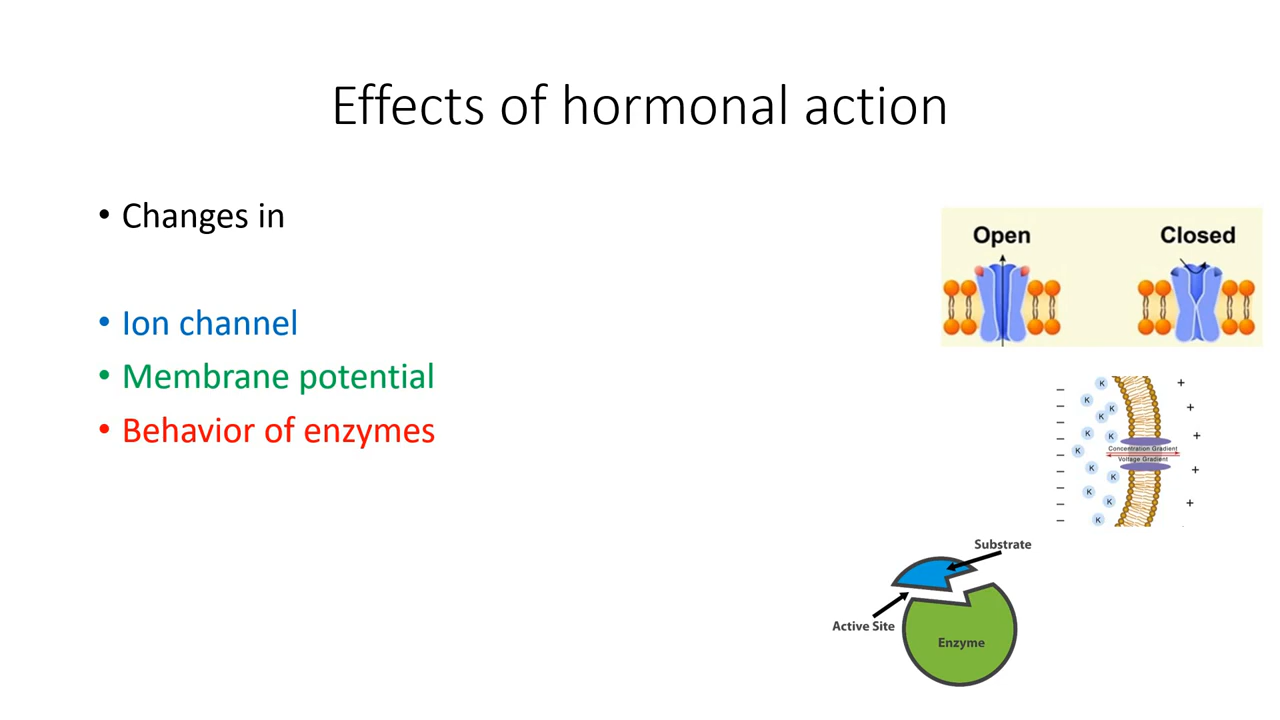 Effects of hormonal action
• Changes in
• Ion channel
• Membrane potential
• Behavior of enzymes
Open
Closed
K
+
K
+
K
K
K
K
+
Concentration Gradient
K
Voltage Gradient
K
+
K
K
K
+
K
Substrate
Active Site
Enzyme